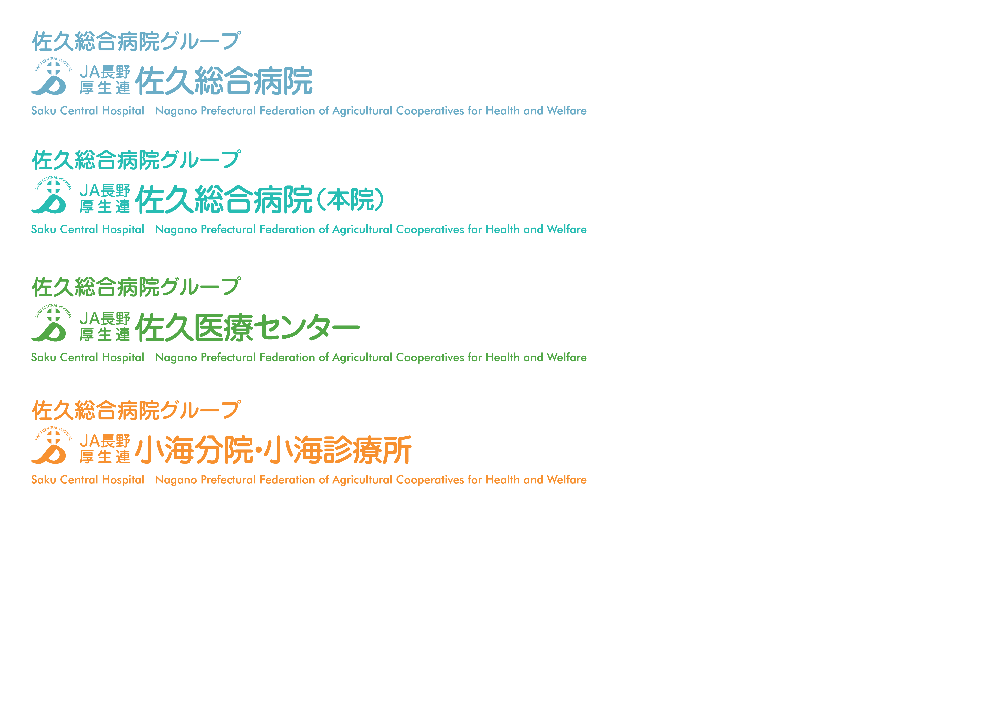 佐久総合病院グループ
SAKU CENTRAL HOSPITAL
JA長野
厚生連
佐久総合病院
Saku Central Hospital Nagano Prefectural Federation of Agricultural Cooperatives for Health and Welfare
佐久総合病院グループ
SAKU CENTRAL HOSPITAL
JA長野
厚生連
佐久総合病院（本院）
Saku Central Hospital Nagano Prefectural Federation of Agricultural Cooperatives for Health and Welfare
佐久総合病院グループ
SAKU CENTRAL HOSPITAL
JA長野
厚生連
佐久医療センター
Saku Central Hospital Nagano Prefectural Federation of Agricultural Cooperatives for Health and Welfare
佐久総合病院グループ
SAKU CENTRAL HOSPITAL
JA長野
厚生連
小海分院・小海診療所
Saku Central Hospital Nagano Prefectural Federation of Agricultural Cooperatives for Health and Welfare